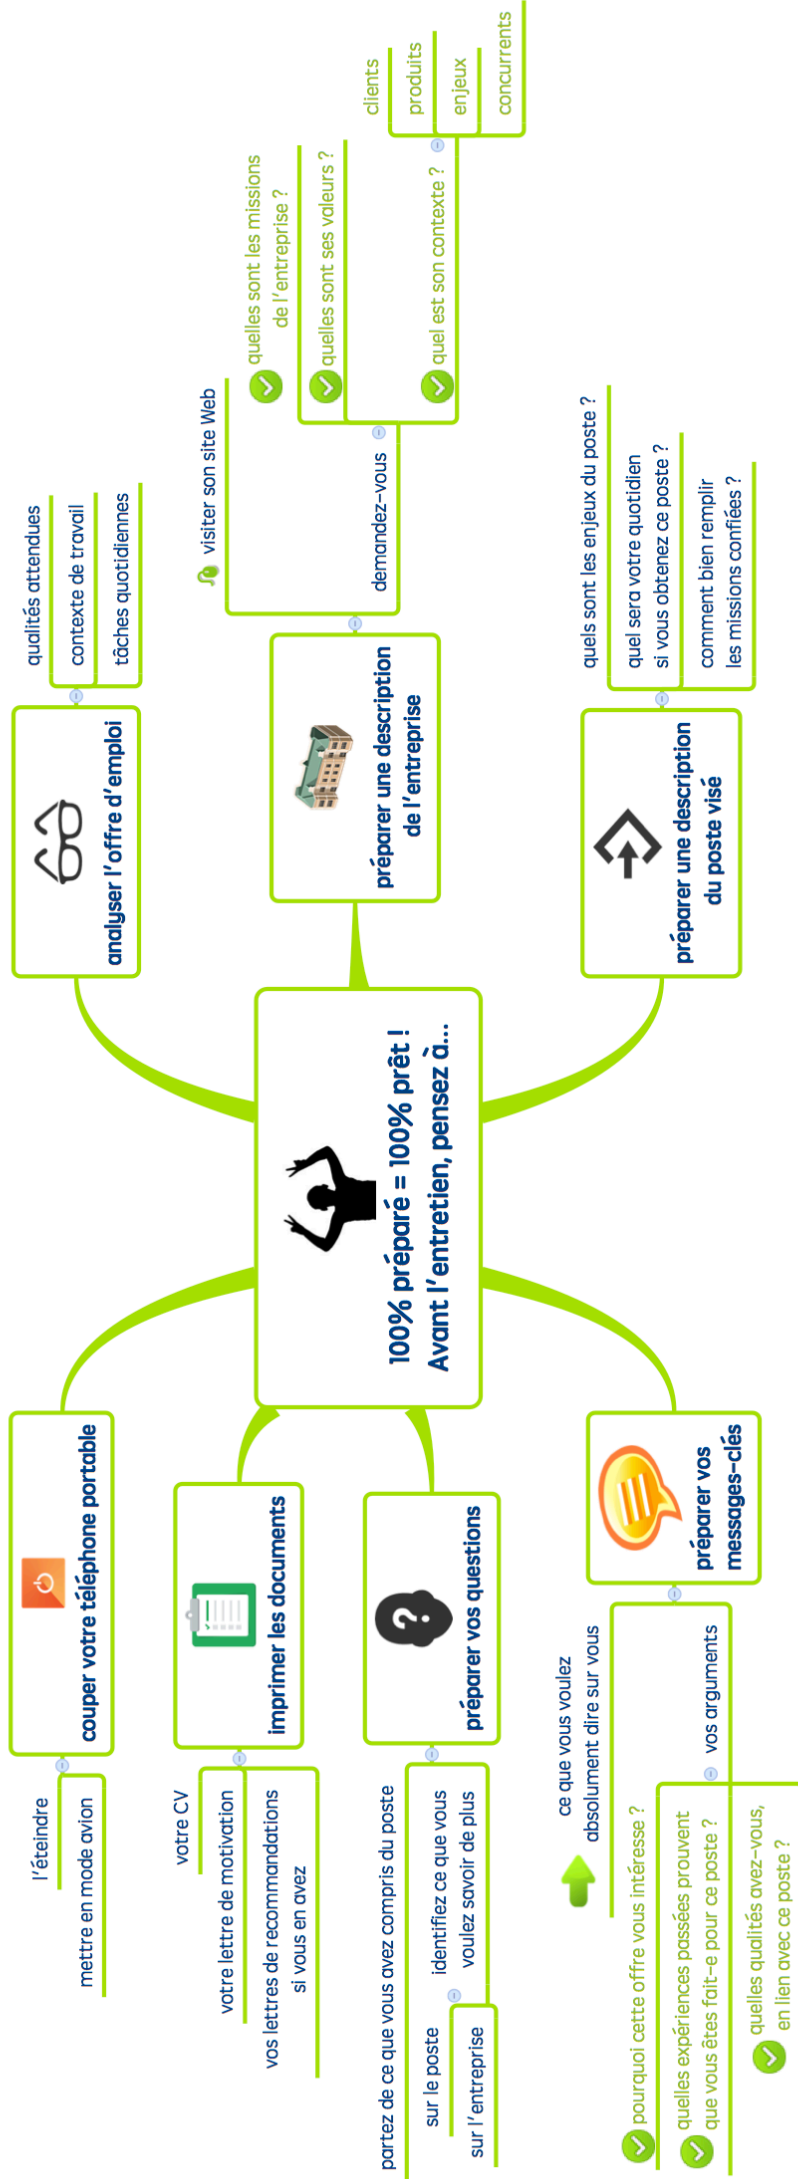 100% préparé = 100% prêt !
Avant l'entretien, pensez à...
analyser l'offre d'emploi
qualités attendues
contexte de travail
tâches quotidiennes
préparer une description
de l'entreprise
visiter son site Web
demandez-vous
quelles sont les missions
de l'entreprise ?
quelles sont ses valeurs ?
quel est son contexte ?
clients
produits
enjeux
concurrents
préparer une description
du poste visé
quels sont les enjeux du poste ?
quel sera votre quotidien
si vous obtenez ce poste ?
comment bien remplir
les missions confiées ?
préparer vos
messages-clés
ce que vous voulez
absolument dire sur vous
vos arguments
pourquoi cette offre vous intéresse ?
quelles expériences passées prouvent
que vous êtes fait-e pour ce poste ?
quelles qualités avez-vous,
en lien avec ce poste ?
préparer vos questions
partez de ce que vous avez compris du poste
identifiez ce que vous
voulez savoir de plus
sur le poste
sur l'entreprise
imprimer les documents
votre CV
votre lettre de motivation
vos lettres de recommandations
si vous en avez
couper votre téléphone portable
l'éteindre
mettre en mode avion